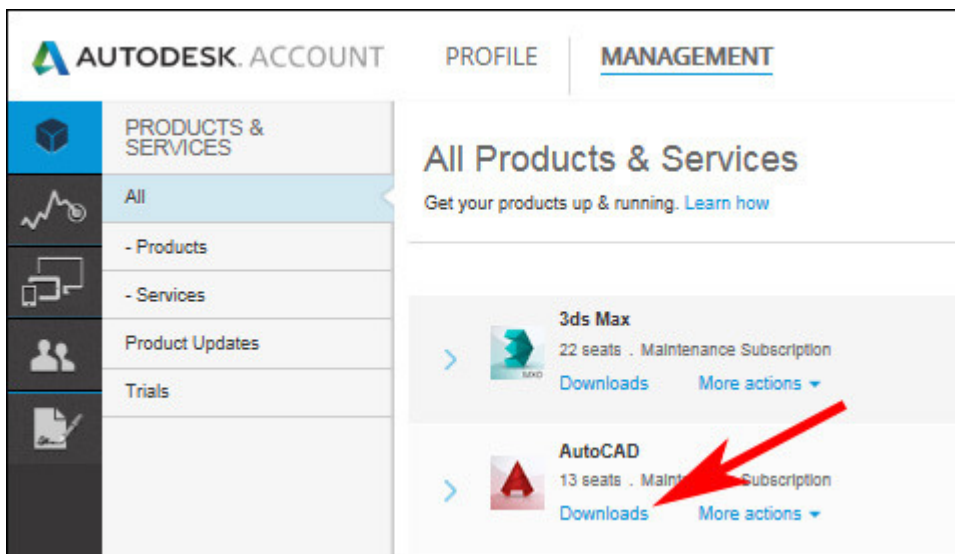 AUTODESK. ACCOUNT
PROFILE
MANAGEMENT
PRODUCTS &
SERVICES
All
- Products
- Services
Product Updates
Trials
All Products & Services
Get your products up & running. Learn how
3ds Max
22 seats . Maintenance Subscription
Downloads More actions
AutoCAD
13 seats . Subscription
Downloads More actions